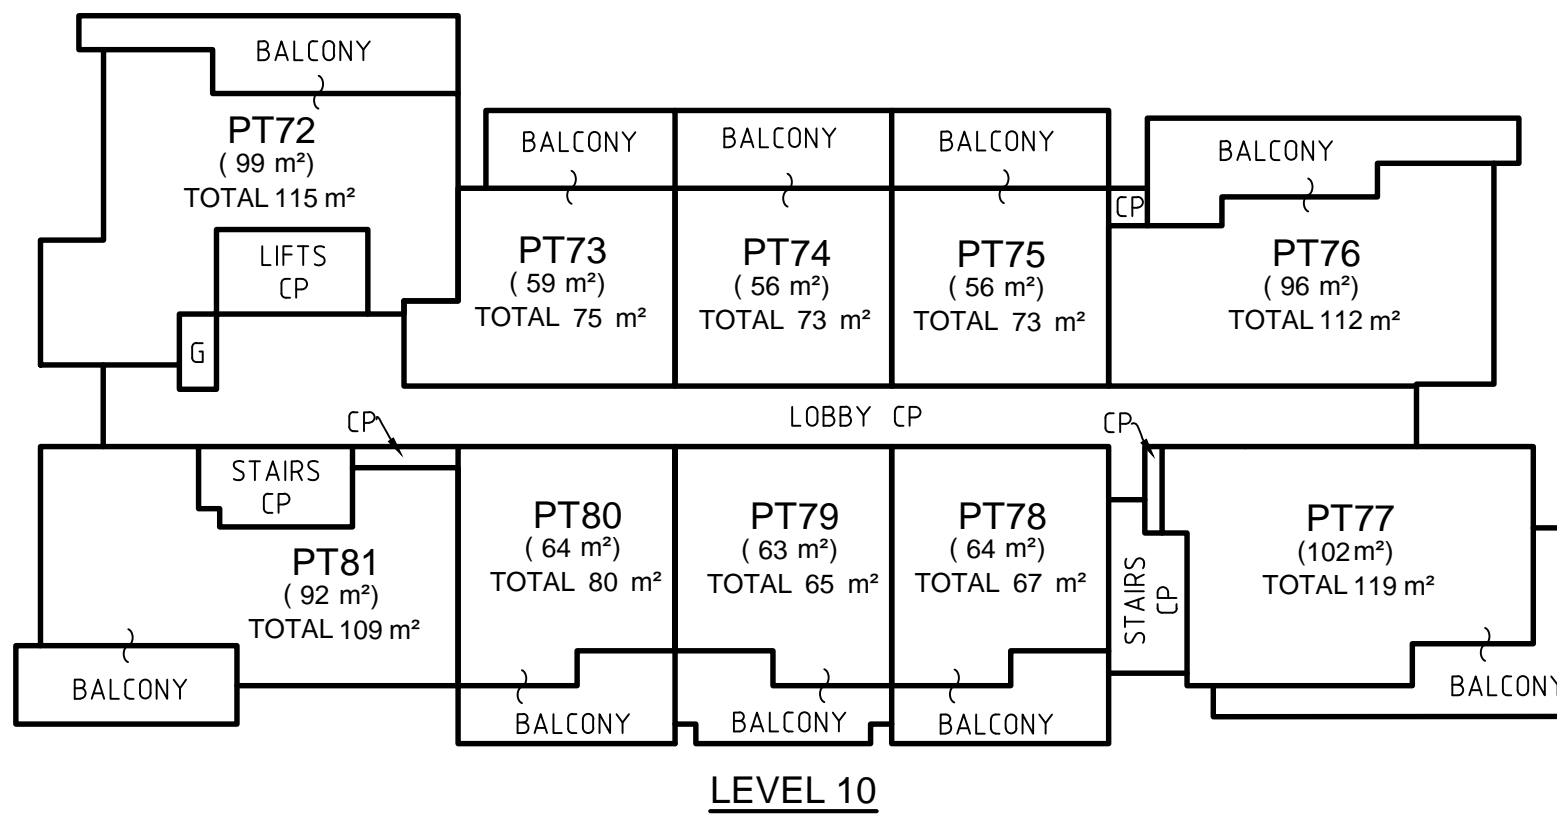 BALCONY
PT72
( 99 m²)
TOTAL 115 m²
LIFTS
CP
G
BALCONY
PT73
( 59 m²)
TOTAL 75 m²
BALCONY
PT74
( 56 m²)
TOTAL 73 m²
BALCONY
PT75
( 56 m²)
TOTAL 73 m²
CP
BALCONY
PT76
( 96 m²)
TOTAL 112 m²
LOBBY CP
CP
STAIRS
CP
PT81
( 92 m²)
TOTAL 109 m²
BALCONY
PT80
( 64 m²)
TOTAL 80 m²
BALCONY
PT79
( 63 m²)
TOTAL 65 m²
BALCONY
PT78
( 64 m²)
TOTAL 67 m²
BALCONY
CP
STAIRS
CP
PT77
(102 m²)
TOTAL 119 m²
BALCONY
LEVEL 10